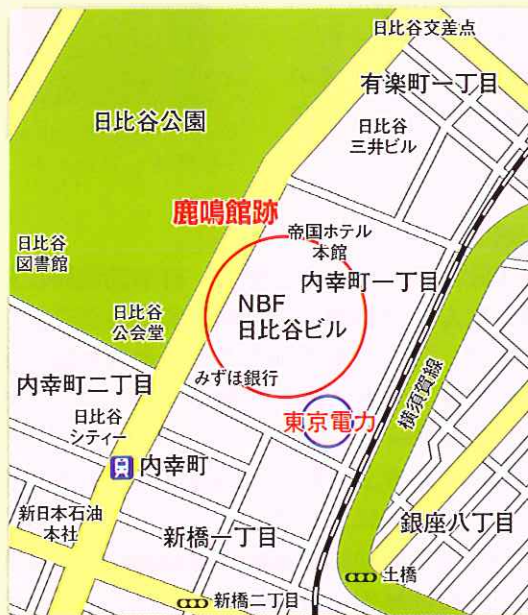 日比谷交差点
有楽町一丁目
日比谷公園
日比谷
三井ビル
鹿鳴館跡
帝国ホテル
本館
日比谷
図書館
内幸町一丁目
NBF
日比谷ビル
日比谷
公会堂
みずほ銀行
内幸町二丁目
横須賀線
日比谷
シティー
東京電力
内幸町
新日本石油
本社
新橋一丁目
銀座八丁目
土橋
新橋二丁目